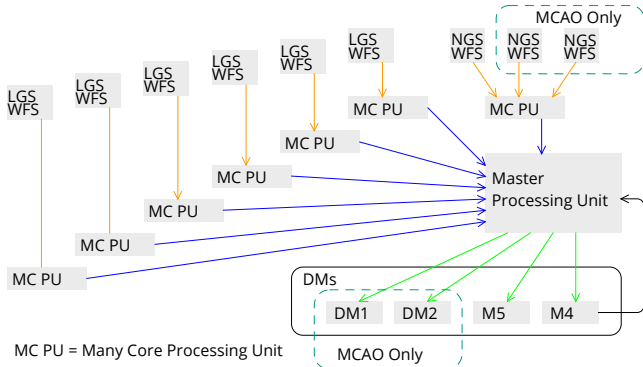 MCAO Only
LGS
WFS
LGS
WFS
LGS
WFS
LGS
WFS
LGS
WFS
LGS
WFS
NGS
WFS
NGS
WFS
NGS
WFS
MC PU
MC PU
MC PU
MC PU
MC PU
MC PU
MC PU
Master
Processing Unit
DMs
DM1
DM2
M5
M4
MC PU = Many Core Processing Unit
MCAO Only